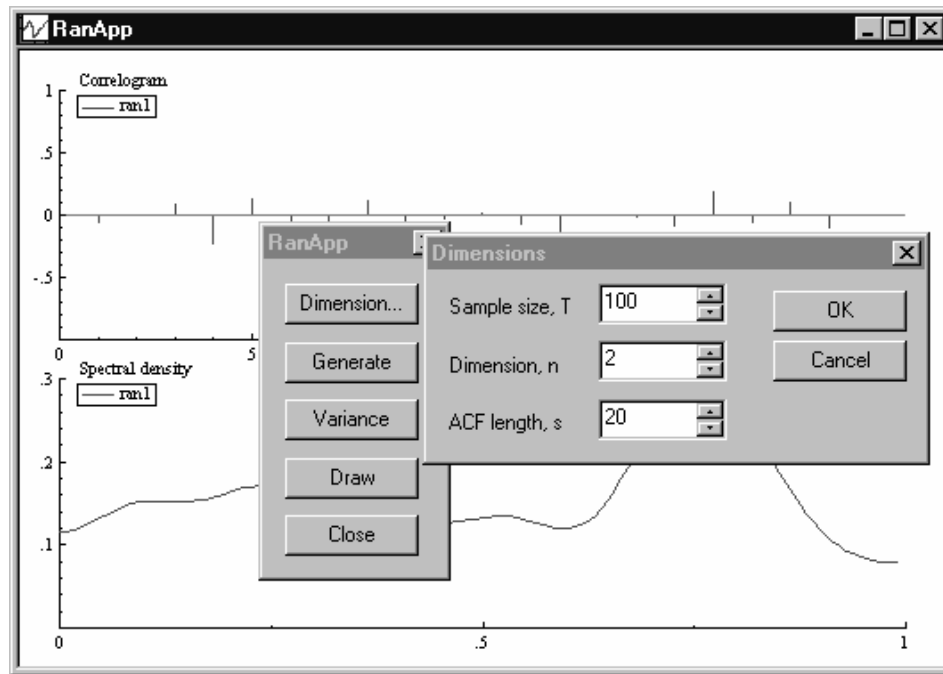 RanApp
Correlogram
ran1
1
.5
0
-.5
0
5
Spectral density
ran1
.3
.2
.1
0
.5
1
RanApp
Dimension...
Generate
Variance
Draw
Close
Dimensions
Sample size, T
100
Dimension, n
2
ACF length, s
20
OK
Cancel